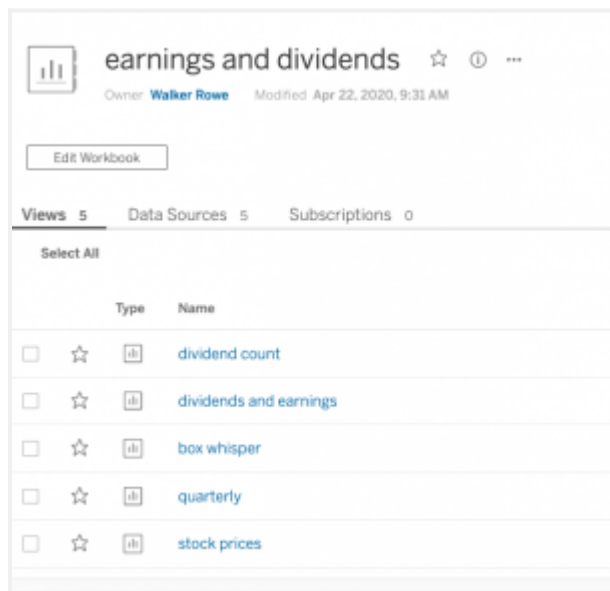 earnings and dividends
Owner Walker Rowe Modified Apr 22, 2020, 9:31 AM
Edit Workbook
Views 5 Data Sources 5 Subscriptions 0
Select All
Type Name
dividend count
dividends and earnings
box whisper
quarterly
stock prices